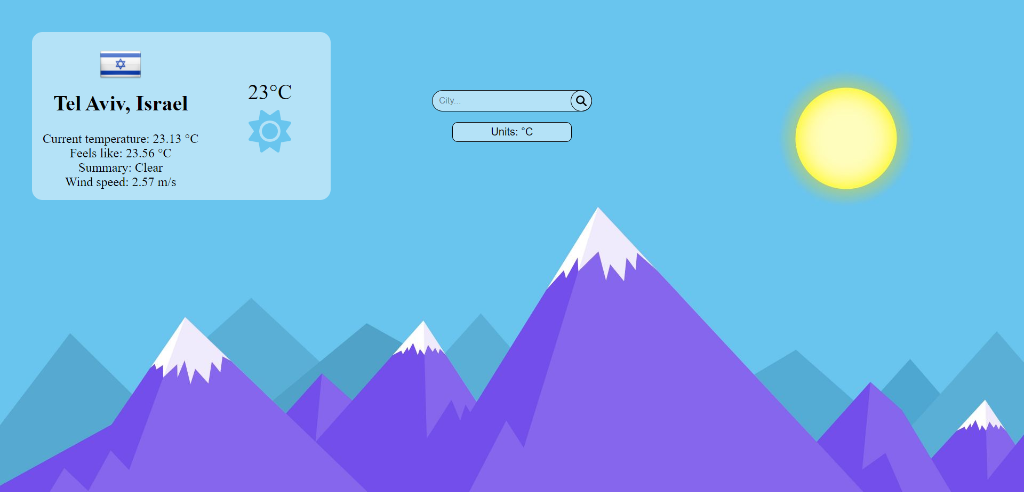 Tel Aviv, Israel
Current temperature: 23.13 °C
Feels like: 23.56 °C
Summary: Clear
Wind speed: 2.57 m/s
23°C
City...
Units: °C